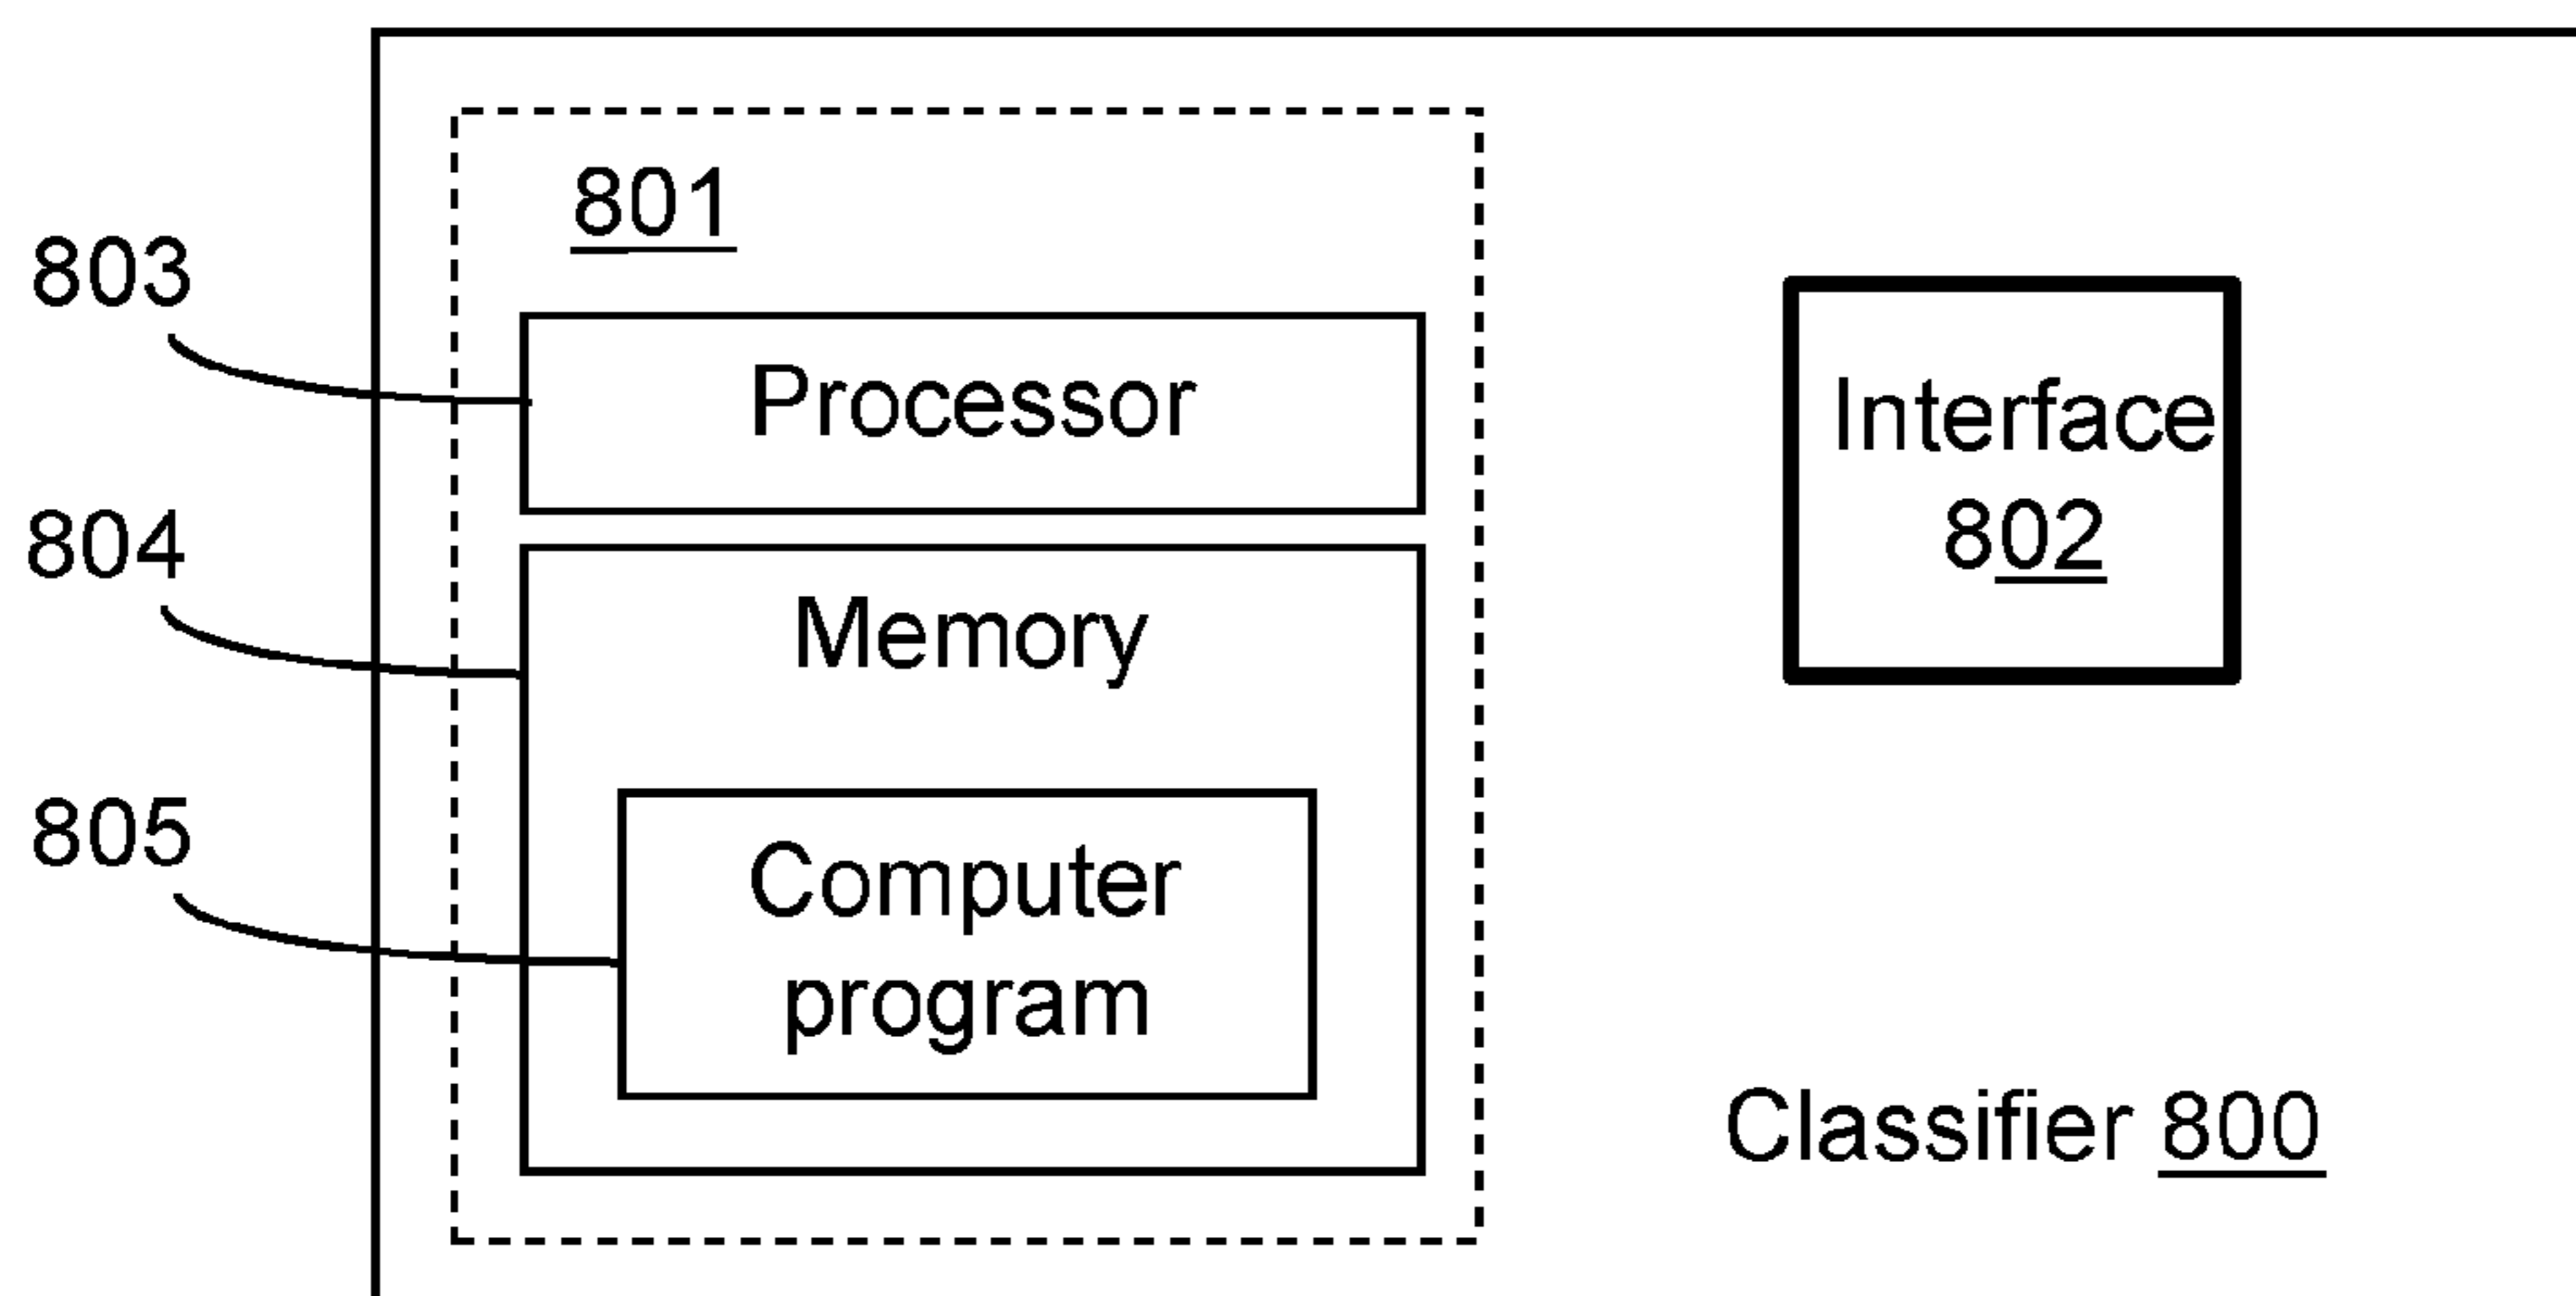 801
803
Processor
Interface
802
804
Memory
805
Computer
program
Classifier 800